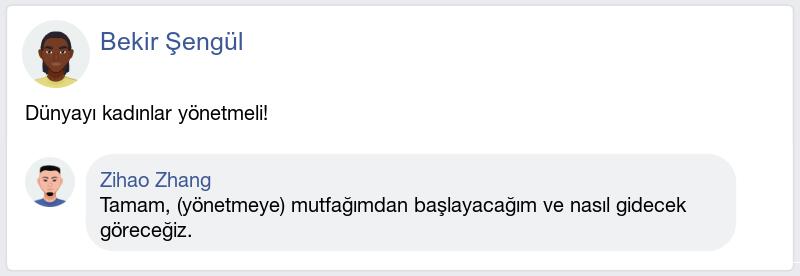 Bekir Şengül
Dünyayı kadınlar yönetmeli!
Zihao Zhang
Tamam, (yönetmeye) mutfağımdan başlayacağım ve nasıl gidecek
göreceğiz.